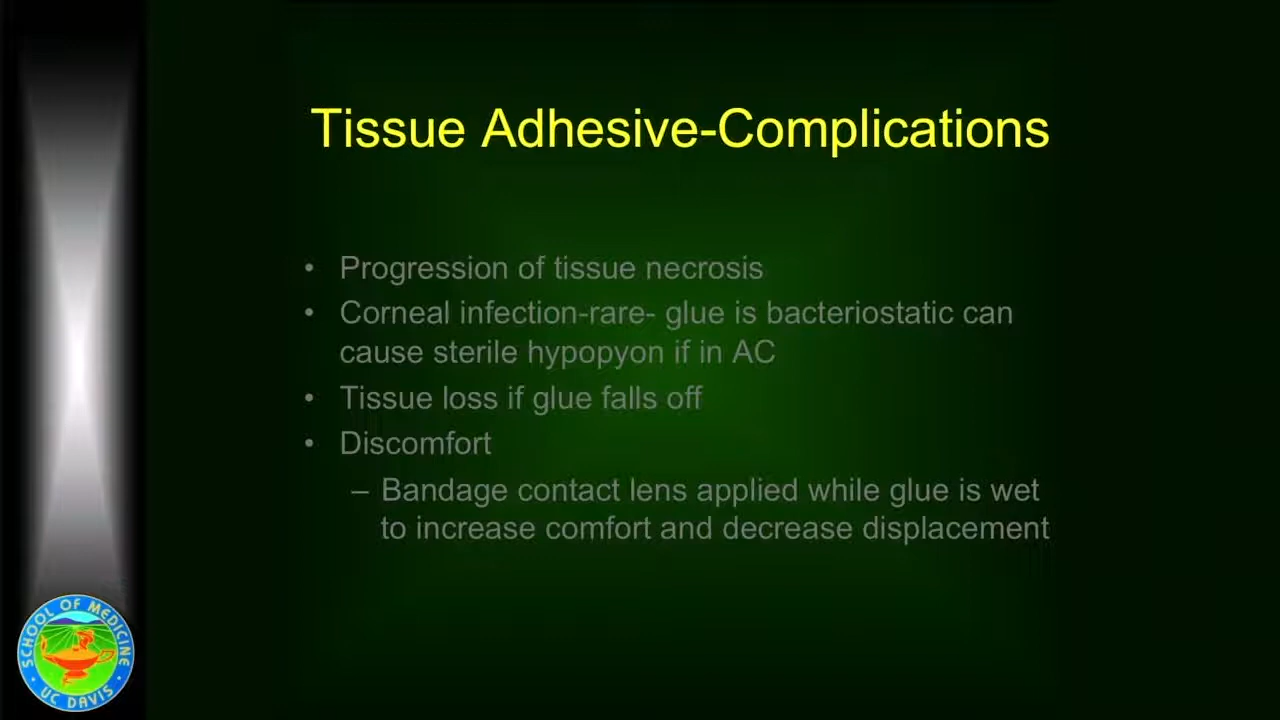 Tissue Adhesive-Complications
• Progression of tissue necrosis
• Corneal infection-rare- glue is bacteriostatic can
cause sterile hypopyon if in AC
• Tissue loss if glue falls off
• Discomfort
– Bandage contact lens applied while glue is wet
to increase comfort and decrease displacement
SCHOOL OF MEDICINE
UC DAVIS